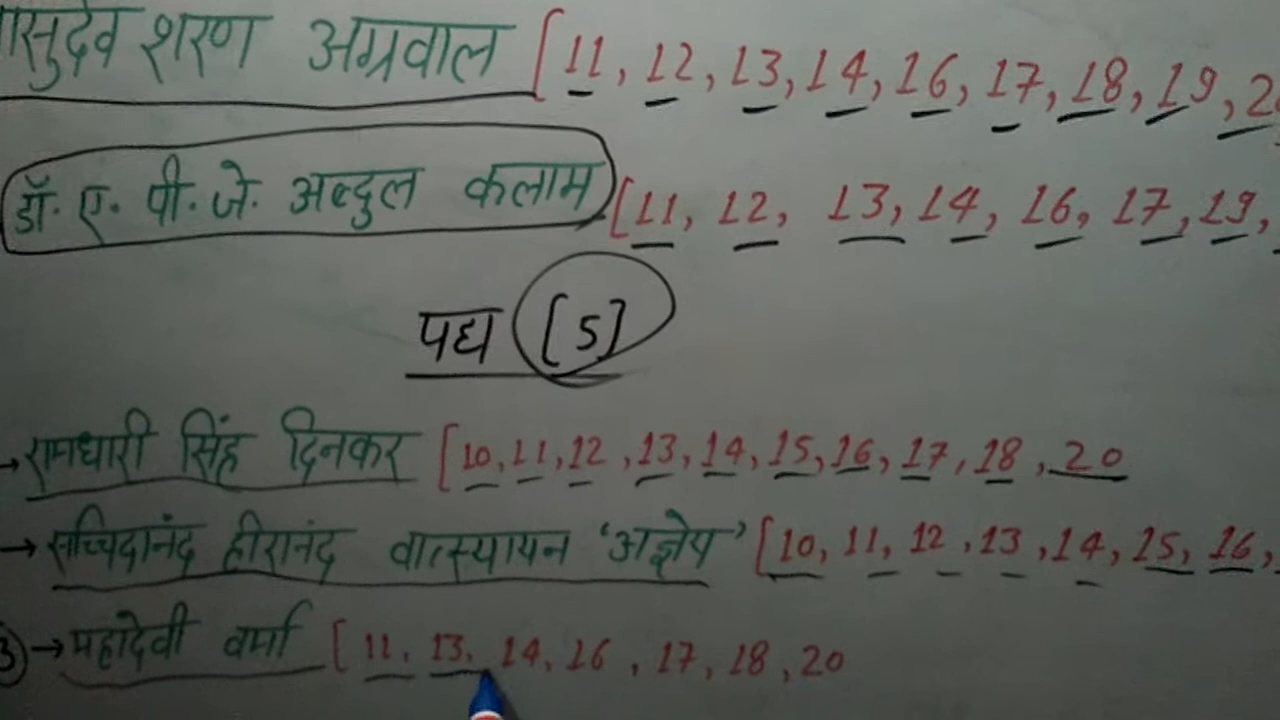 वासुदेव शरण अग्रवाल [11, 12, 13, 14, 16, 17, 18, 19, 2
डॉ. ए. पी. जे. अब्दुल कलाम [11, 12, 13, 14, 16, 17, 19,
पद्य [5]
→रामधारी सिंह दिनकर [10, 11, 12, 13, 14, 15, 16, 17, 18, 20
→सच्चिदानंद हीरानंद वात्स्यायन 'अज्ञेय' [10, 11, 12, 13, 14, 15, 16,
3→महादेवी वर्मा [11, 13, 14, 16, 17, 18, 20